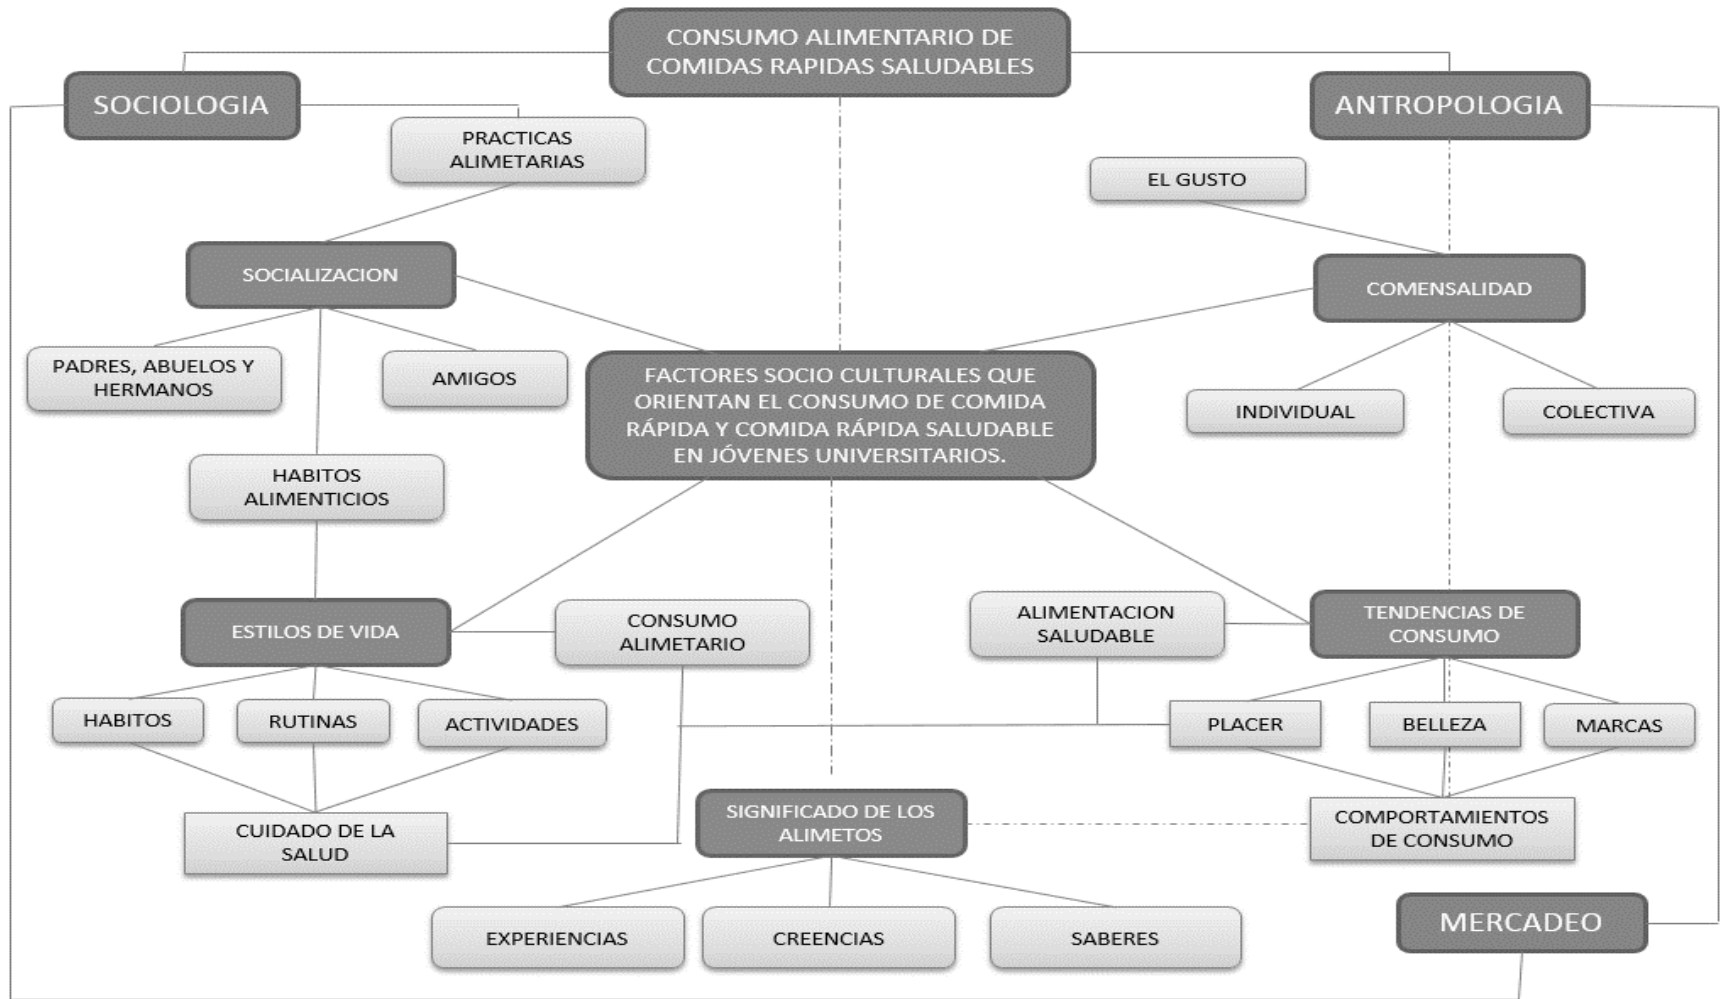 CONSUMO ALIMENTARIO DE
COMIDAS RAPIDAS SALUDABLES
SOCIOLOGIA
ANTROPOLOGIA
PRACTICAS
ALIMETARIAS
EL GUSTO
SOCIALIZACION
COMENSALIDAD
PADRES, ABUELOS Y
HERMANOS
AMIGOS
FACTORES SOCIO CULTURALES QUE
ORIENTAN EL CONSUMO DE COMIDA
RÁPIDA Y COMIDA RÁPIDA SALUDABLE
EN JÓVENES UNIVERSITARIOS.
INDIVIDUAL
COLECTIVA
HABITOS
ALIMENTICIOS
ESTILOS DE VIDA
CONSUMO
ALIMETARIO
ALIMENTACION
SALUDABLE
TENDENCIAS DE
CONSUMO
HABITOS
RUTINAS
ACTIVIDADES
PLACER
BELLEZA
MARCAS
CUIDADO DE LA
SALUD
SIGNIFICADO DE LOS
ALIMETOS
COMPORTAMIENTOS
DE CONSUMO
EXPERIENCIAS
CREENCIAS
SABERES
MERCADEO